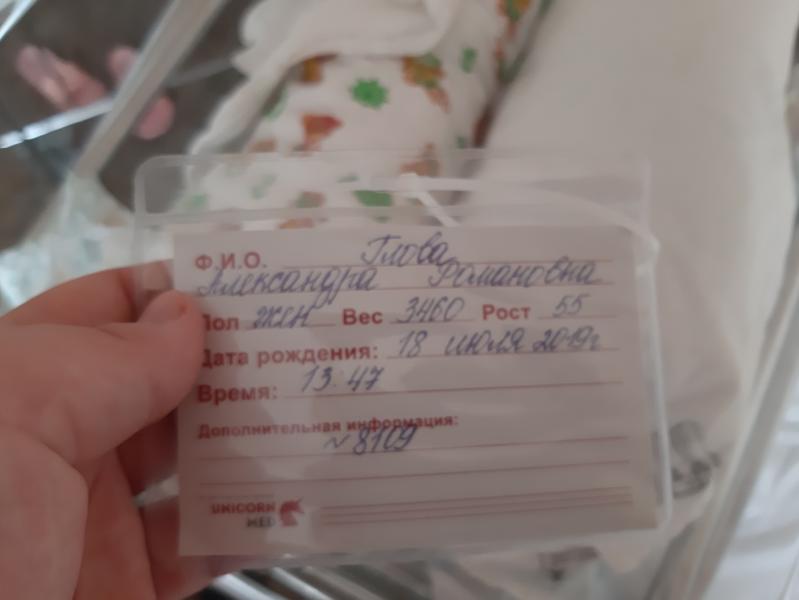 Ф.И.О. Глова
Александра Романовна
Пол жен Вес 3460 Рост 55
Дата рождения: 18 июля 2019г
Время: 13:47
Дополнительная информация:
~ 8109
UNICORN
MED